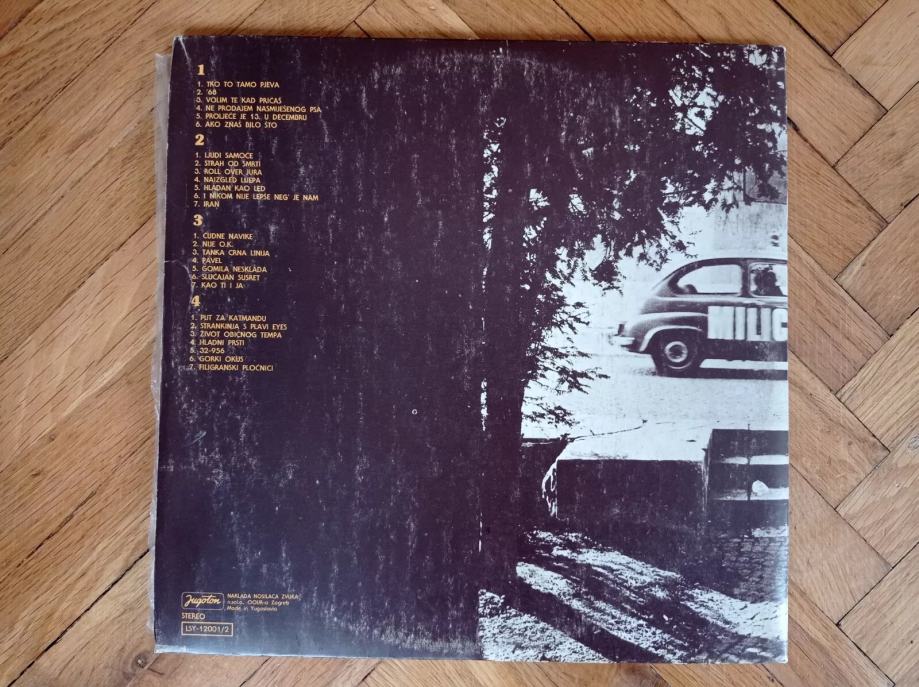 1
1. TKO TO TAMO PJEVA
2. '68
3. VOLIM TE KAD PRIČAŠ
4. NE PRODAJEM NASMIJEŠENOG PSA
5. PROLJEĆE JE 13. U DECEMBRU
6. AKO ZNAŠ BILO ŠTO
2
1. LJUDI SAMOĆE
2. STRAH OD SMRTI
3. ROLL OVER JURA
4. NAIZGLED LIJEPA
5. HLADAN KAO LED
6. I NIKOM NIJE LEPŠE NEG' JE NAM
7. IRAN
3
1. ČUDNE NAVIKE
2. NIJE O.K.
3. TANKA CRNA LINIJA
4. PAVEL
5. GOMILA NESKLADA
6. SLUČAJAN SUSRET
7. KAO TI I JA
4
1. PUT ZA KATMANDU
2. STRANKINJA S PLAVI EYES
3. ŽIVOT OBIČNOG TEMPA
4. HLADNI PRSTI
5. 32-956
6. GORKI OKUS
7. FILIGRANSKI PLOČNICI
Jugoton
NAKLADA NOSILACA ZVUKA
n.sol.o. OOUR-a Zagreb
Made in Yugoslavia
STEREO
LSY-12001/2